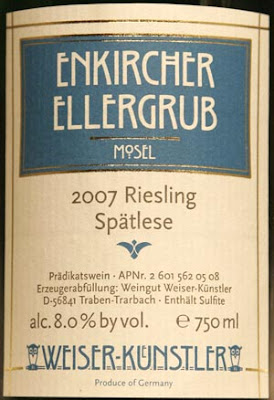 ENKIRCHER
ELLERGRUB
MOSEL
2007 Riesling
Spätlese
Prädikatswein · APNr. 2 601 562 05 08
Erzeugerabfüllung: Weingut Weiser-Künstler
D-56841 Traben-Trarbach · Enthält Sulfite
alc. 8.0 % by vol. ℮ 750 ml
WEISER-KÜNSTLER
Produce of Germany